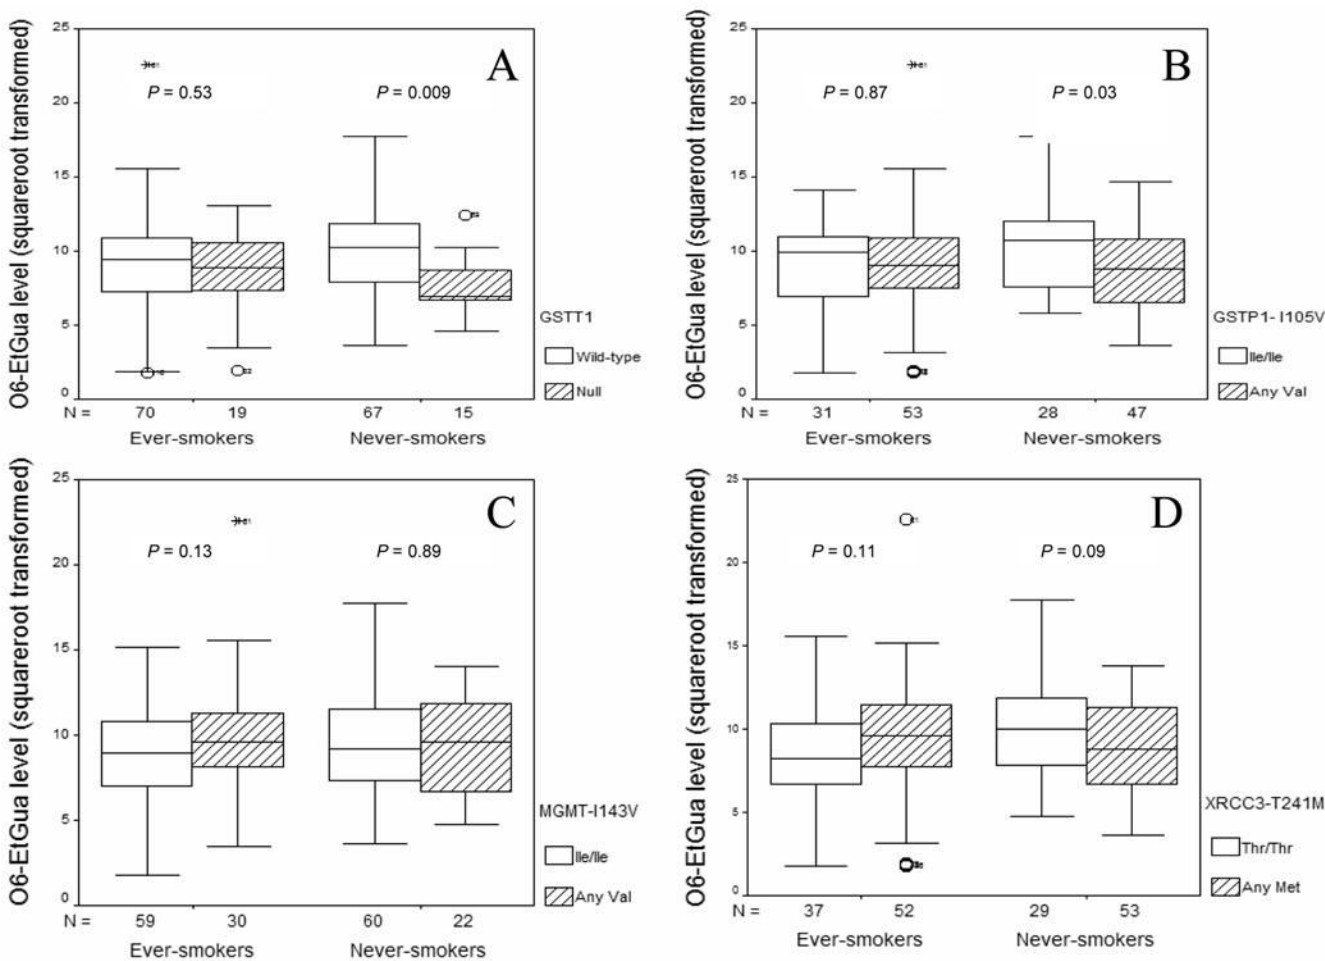 O6-EtGua level (squareroot transformed)
25
20
15
10
5
0
A
P = 0.53
P = 0.009
GSTT1
Wild-type
Null
N = 70 19 67 15
Ever-smokers Never-smokers
O6-EtGua level (squareroot transformed)
25
20
15
10
5
0
B
P = 0.87
P = 0.03
GSTP1- I105V
Ile/Ile
Any Val
N = 31 53 28 47
Ever-smokers Never-smokers
O6-EtGua level (squareroot transformed)
25
20
15
10
5
0
C
P = 0.13
P = 0.89
MGMT-I143V
Ile/Ile
Any Val
N = 59 30 60 22
Ever-smokers Never-smokers
O6-EtGua level (squareroot transformed)
25
20
15
10
5
0
D
P = 0.11
P = 0.09
XRCC3-T241M
Thr/Thr
Any Met
N = 37 52 29 53
Ever-smokers Never-smokers